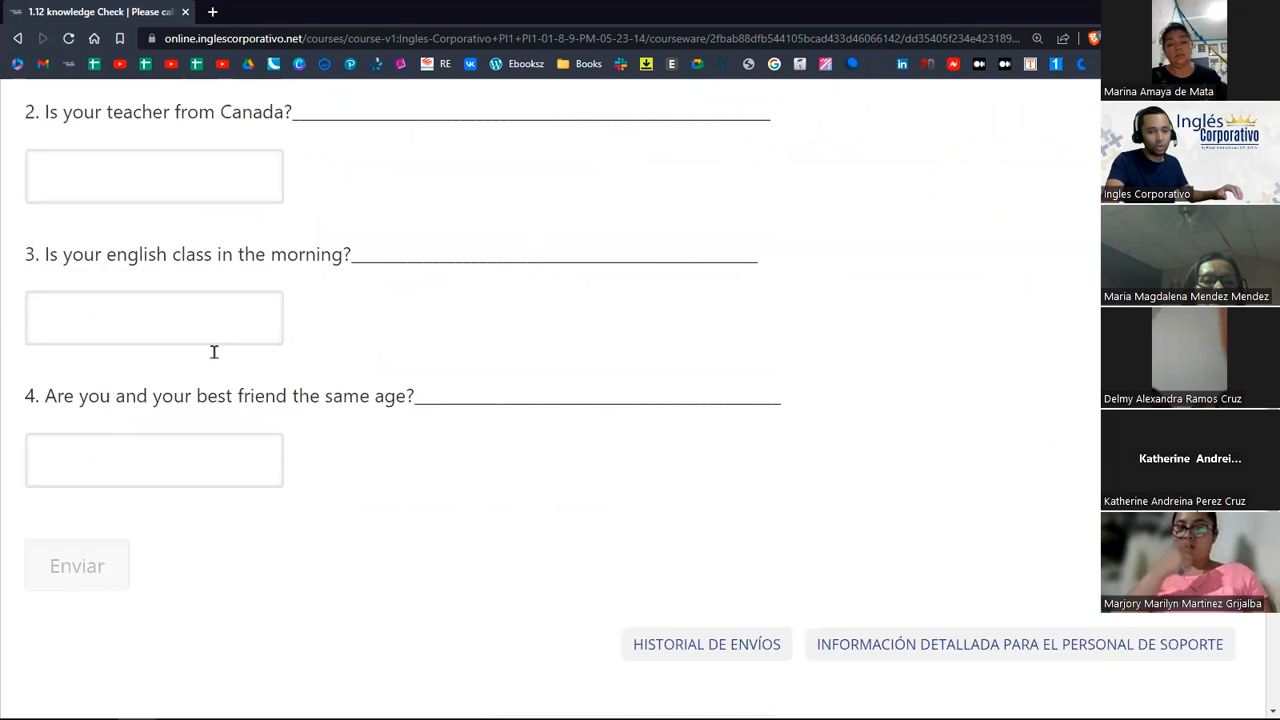 1.12 knowledge Check | Please cal
online.inglescorporativo.net/courses/course-v1:Ingles-Corporativo+PI1+PI1-01-8-9-PM-05-23-14/courseware/2fbab88dfb544105bcad433d46066142/dd35405f234e423189...
RE
Bolksz
Books
2. Is your teacher from Canada?
3. Is your english class in the morning?
4. Are you and your best friend the same age?
Enviar
HISTORIAL DE ENVÍOS
INFORMACIÓN DETALLADA PARA EL PERSONAL DE SOPORTE
Marina Amaya de Mata
Inglés
Corporativo
Ingles Corporativo
Maria Magdalena Mendez Mendez
Delmy Alexandra Ramos Cruz
Katherine Andrei...
Katherine Andreina Perez Cruz
Marjory Marilyn Martinez Grijalba